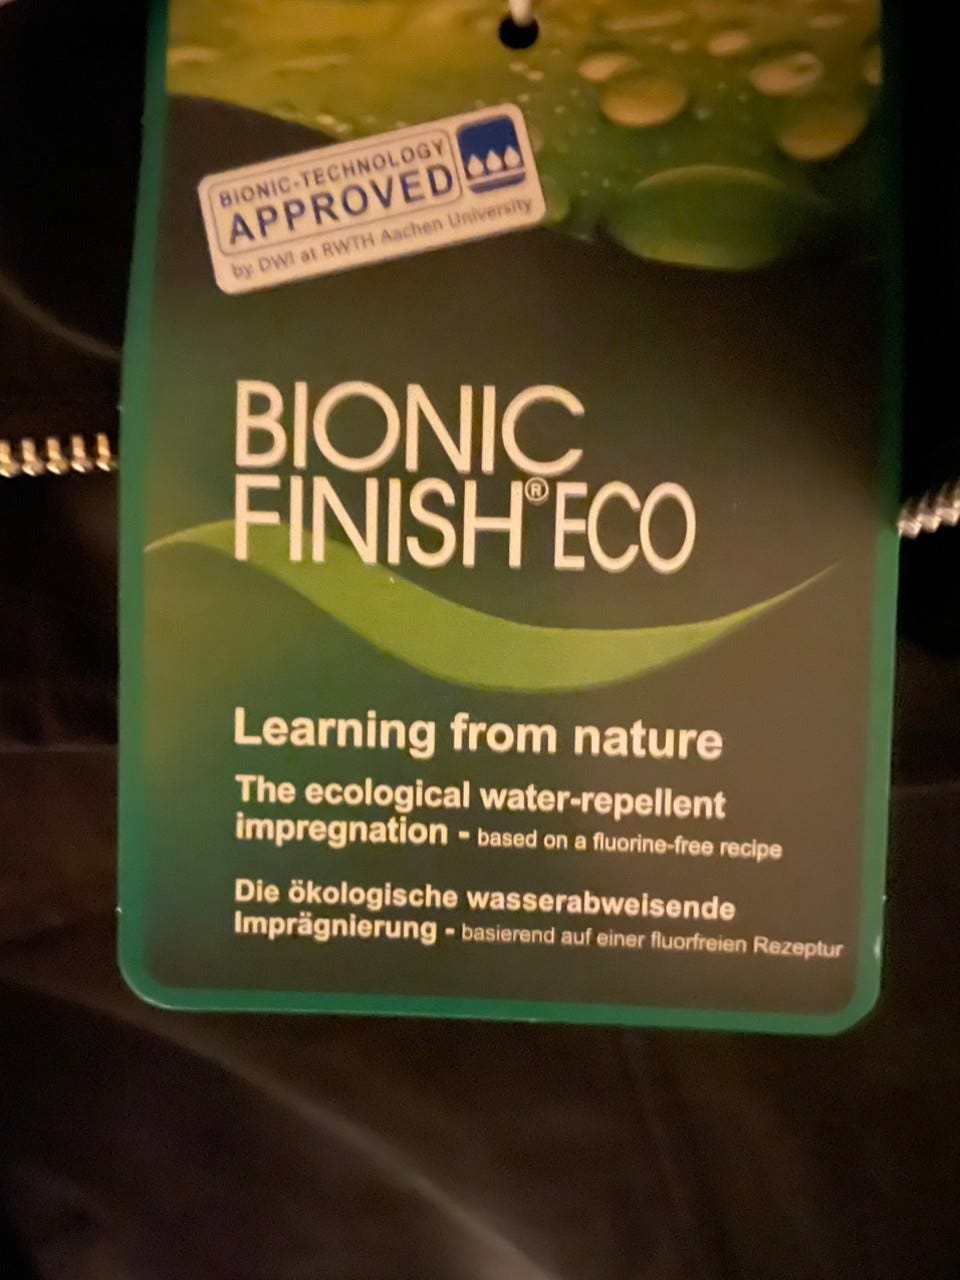 BIONIC-TECHNOLOGY
APPROVED
by DWI at RWTH Aachen University
BIONIC
FINISH® ECO
Learning from nature
The ecological water-repellent
impregnation - based on a fluorine-free recipe
Die ökologische wasserabweisende
Imprägnierung - basierend auf einer fluorfreien Rezeptur